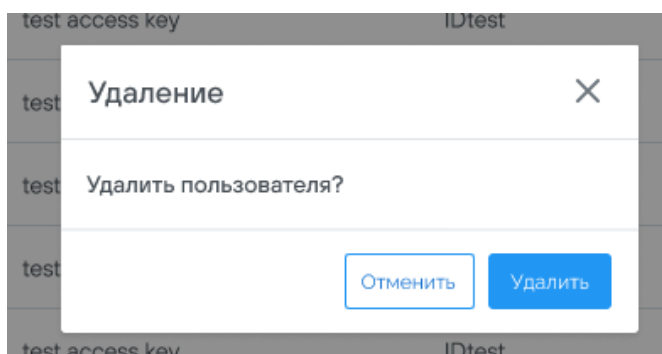 test access key IDtest
Удаление
test
Удалить пользователя?
test
test
Отменить Удалить
test access key IDtest